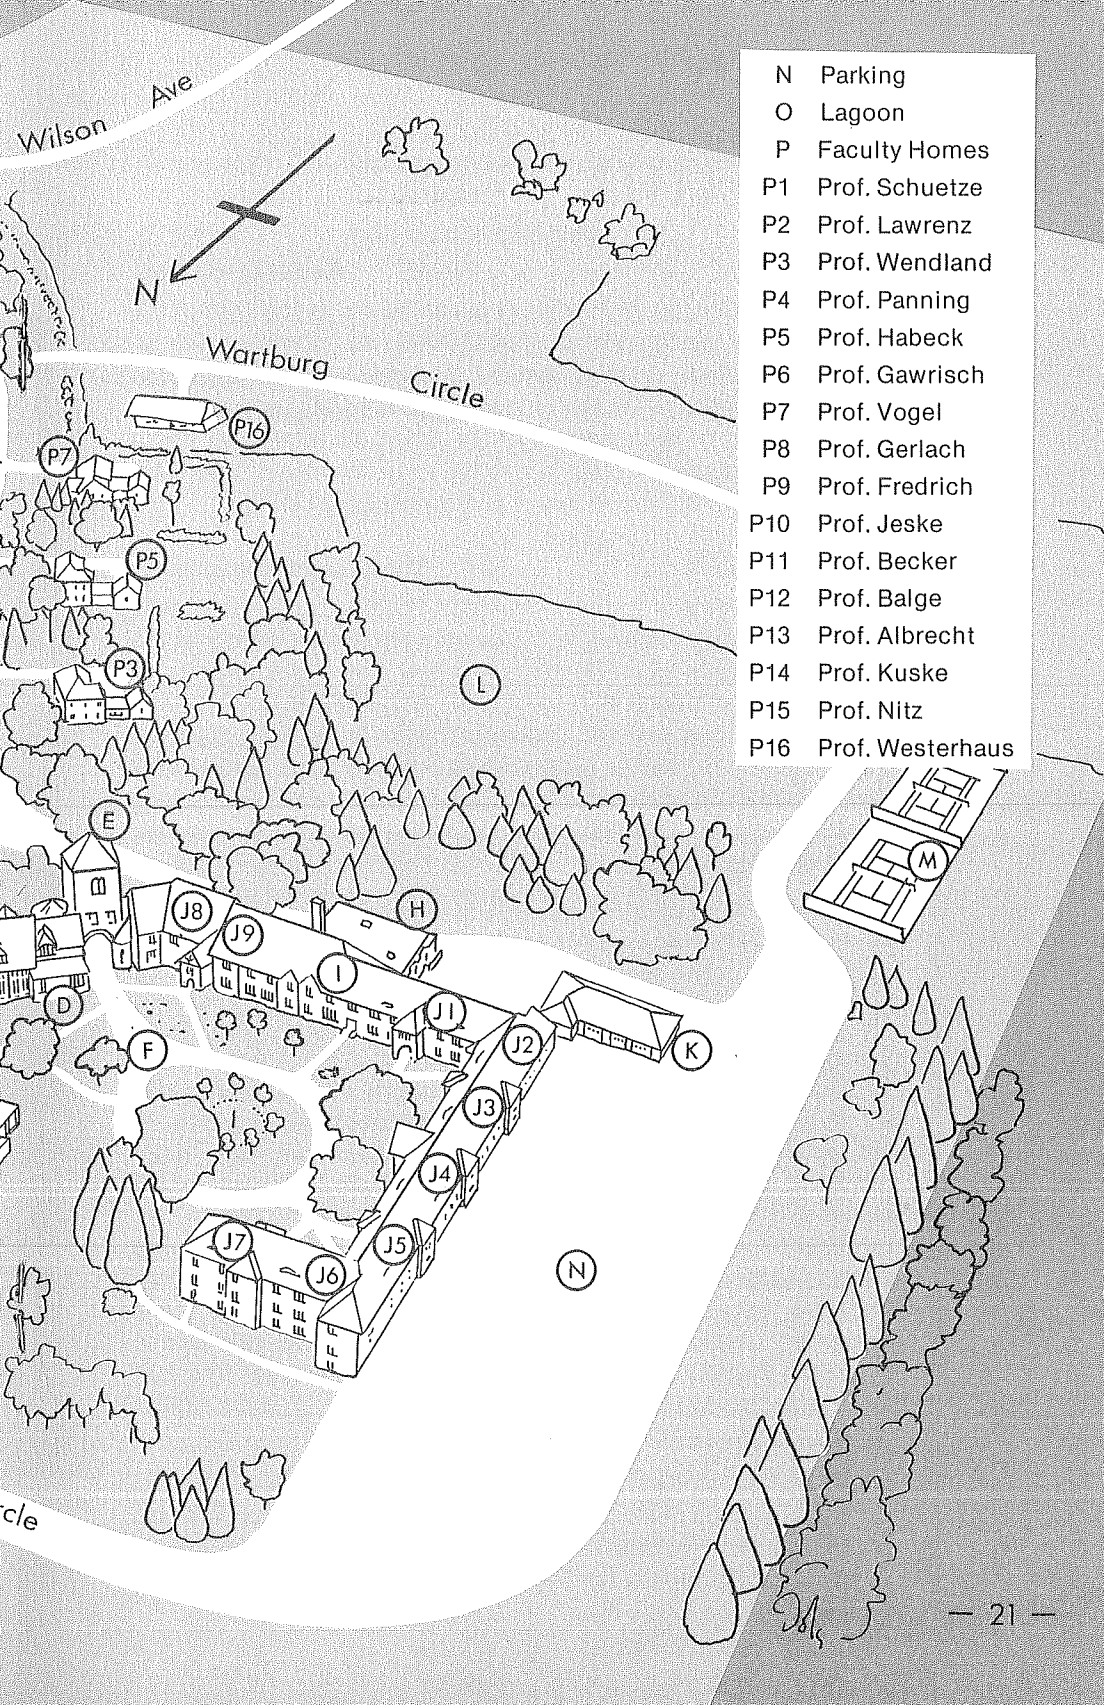 N Parking
O Lagoon
P Faculty Homes
P1 Prof. Schuetze
P2 Prof. Lawrenz
P3 Prof. Wendland
P4 Prof. Panning
P5 Prof. Habeck
P6 Prof. Gawrisch
P7 Prof. Vogel
P8 Prof. Gerlach
P9 Prof. Fredrich
P10 Prof. Jeske
P11 Prof. Becker
P12 Prof. Balge
P13 Prof. Albrecht
P14 Prof. Kuske
P15 Prof. Nitz
P16 Prof. Westerhaus
Wilson Ave
N
Wartburg Circle
P16
P7
P5
P3
L
E
M
J8
H
J9
I
D
J1
F
J2
K
J3
J4
J7
J5
J6
N
rcle
— 21 —